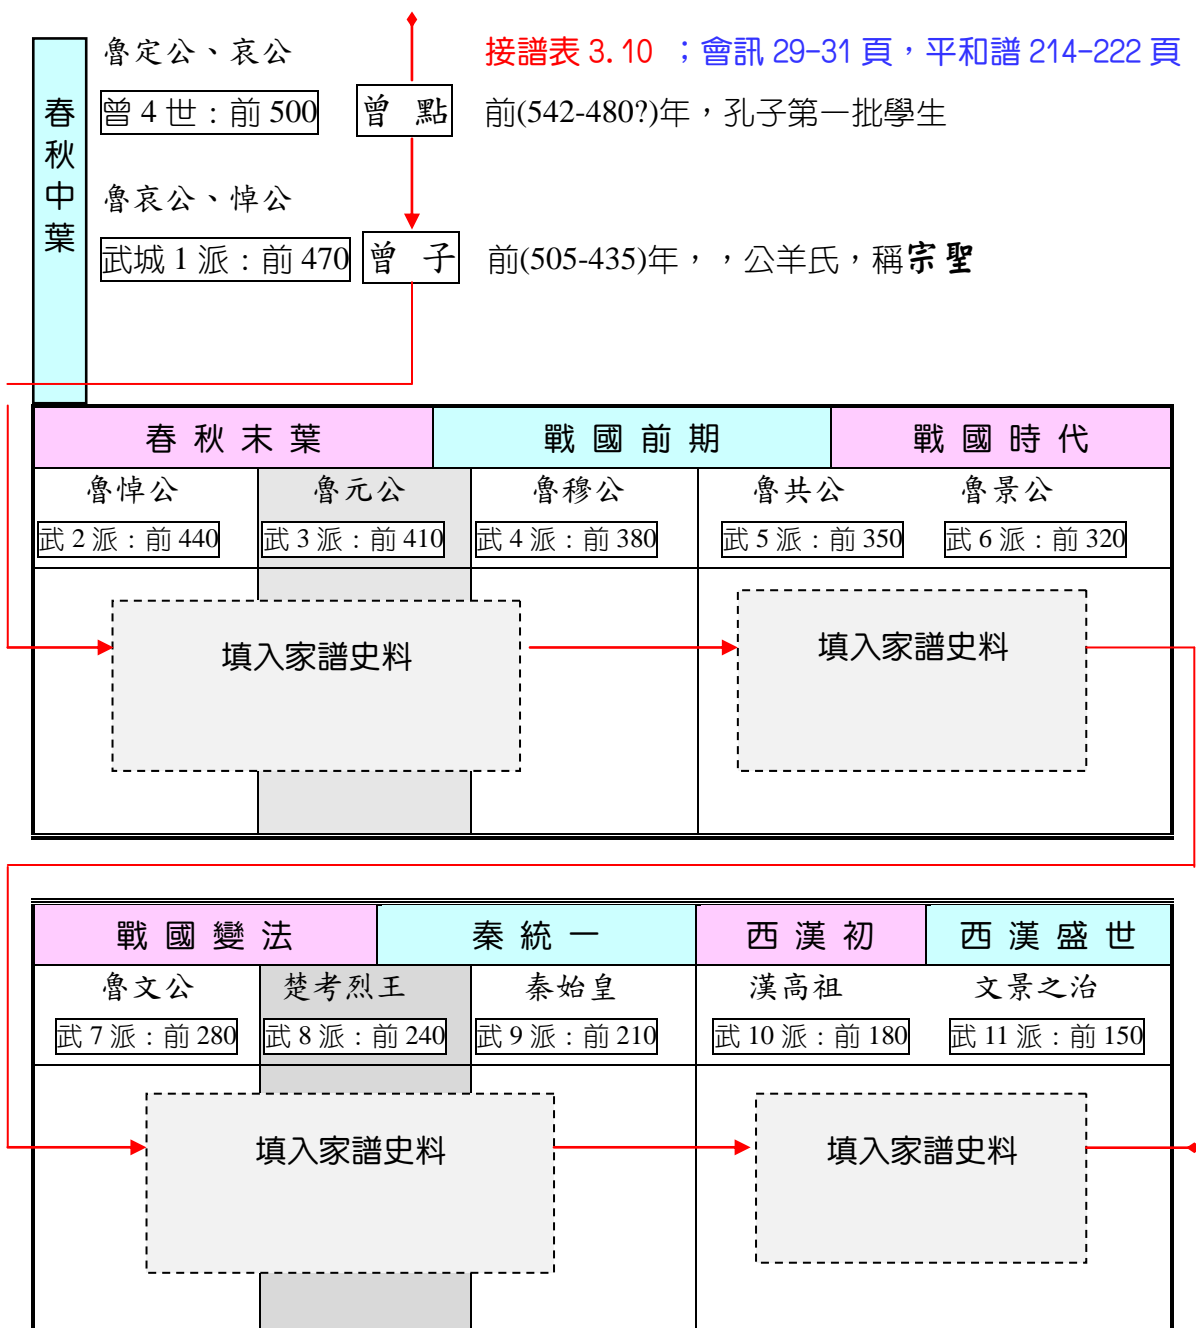 魯定公、哀公
接譜表 3.10 ；會訊 29-31 頁，平和譜 214-222 頁
春秋中葉
曾 4 世：前 500
曾 點
前(542-480?)年，孔子第一批學生
魯哀公、悼公
武城 1 派：前 470
曾 子
前(505-435)年，，公羊氏，稱宗聖
春 秋 末 葉
戰 國 前 期
戰 國 時 代
魯悼公
魯元公
魯穆公
魯共公
魯景公
武 2 派：前 440
武 3 派：前 410
武 4 派：前 380
武 5 派：前 350
武 6 派：前 320
填入家譜史料
填入家譜史料
戰 國 變 法
秦 統 一
西 漢 初
西 漢 盛 世
魯文公
楚考烈王
秦始皇
漢高祖
文景之治
武 7 派：前 280
武 8 派：前 240
武 9 派：前 210
武 10 派：前 180
武 11 派：前 150
填入家譜史料
填入家譜史料